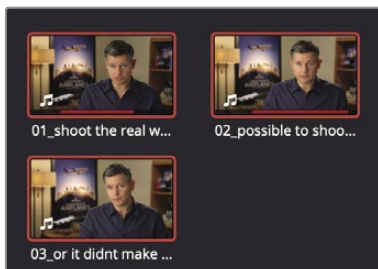 01_shoot the real w...
02_possible to shoo...
03_or it didnt make ...